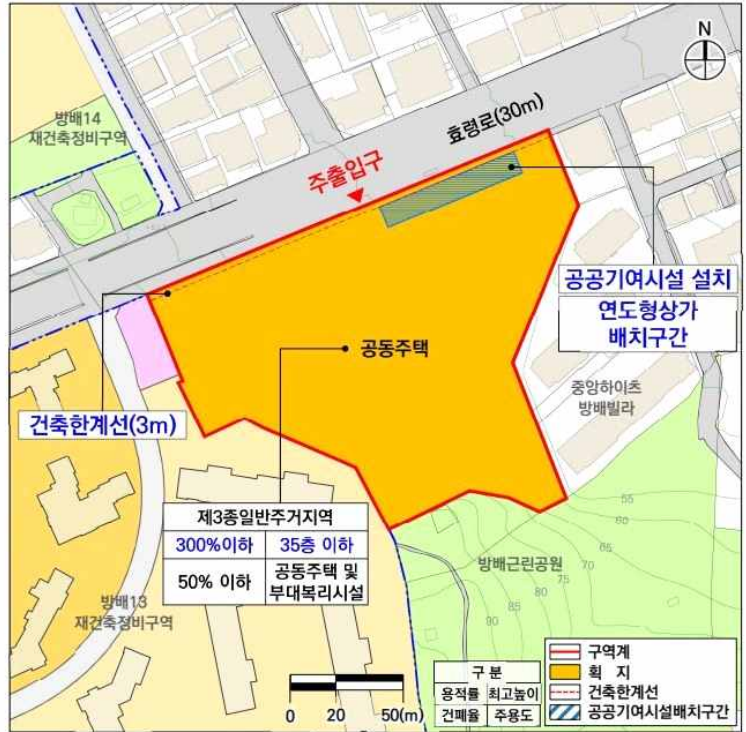 N
방배14
재건축정비구역
효령로(30m)
주출입구
공공기여시설 설치
연도형상가
배치구간
공동주택
중앙하이츠
방배빌라
건축한계선(3m)
제3종일반주거지역
300%이하 35층 이하
50% 이하 공동주택 및
부대복리시설
방배13
재건축정비구역
방배근린공원
55
60
65
70
75
80
85
90
0 20 50(m)
구 분
용적률 최고높이
건폐율 주용도
구역계
획 지
건축한계선
공공기여시설배치구간